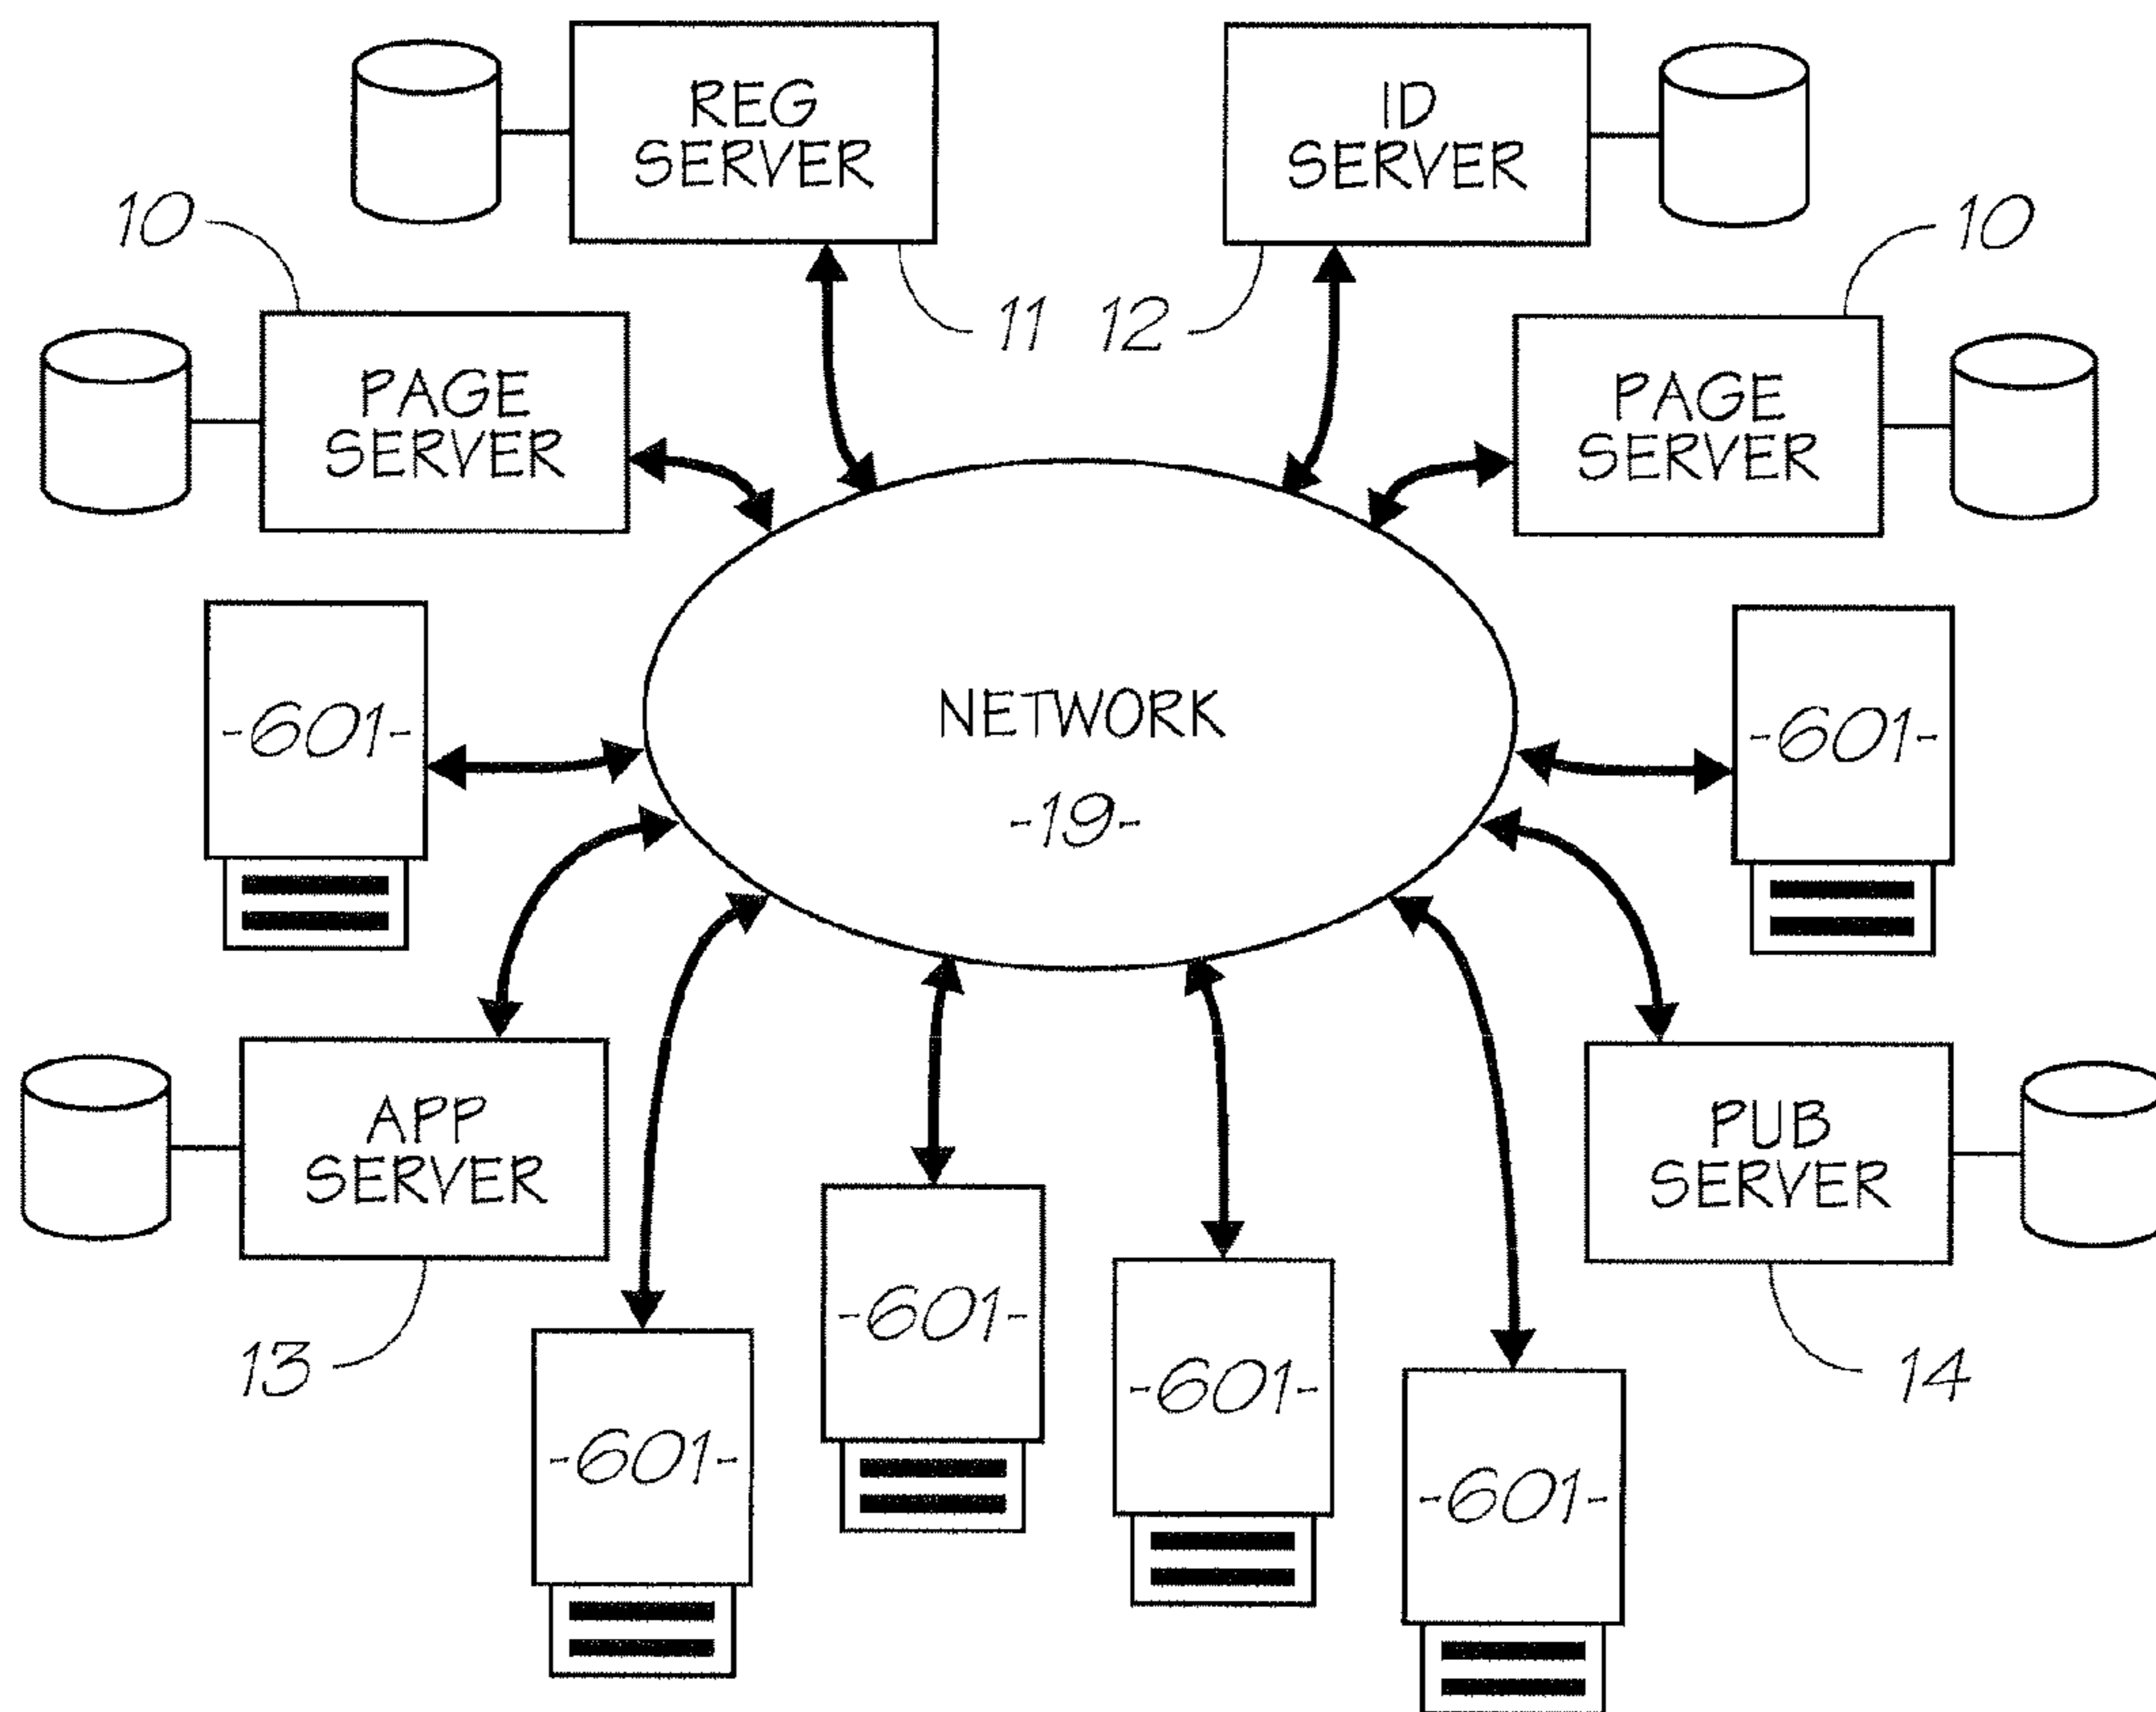 REG
SERVER
ID
SERVER
10
10
11
12
PAGE
SERVER
PAGE
SERVER
-601-
NETWORK
-19-
-601-
APP
SERVER
PUB
SERVER
13
-601-
-601-
-601-
-601-
14